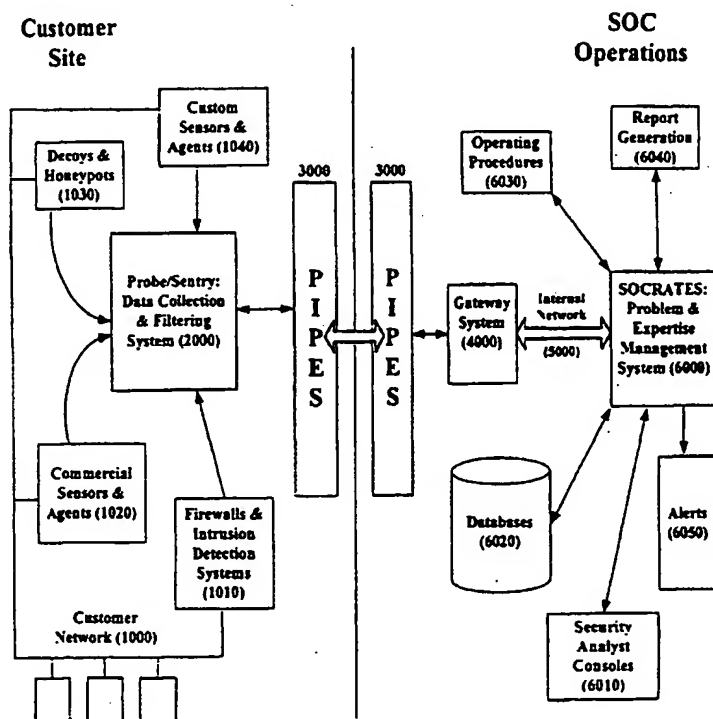 Customer
Site
SOC
Operations
Custom
Sensors &
Agents (1040)
Decoys &
Honeypots
(1030)
Probe/Sentry:
Data Collection
& Filtering
System (2000)
Commercial
Sensors &
Agents (1020)
Firewalls &
Intrusion
Detection
Systems
(1010)
Customer
Network (1000)
3000
P
I
P
E
S
3000
P
I
P
E
S
Operating
Procedures
(6030)
Report
Generation
(6040)
Gateway
System
(4000)
Internal
Network
(5000)
SOCRATES:
Problem &
Expertise
Management
System (6000)
Databases
(6020)
Alerts
(6050)
Security
Analyst
Consoles
(6010)